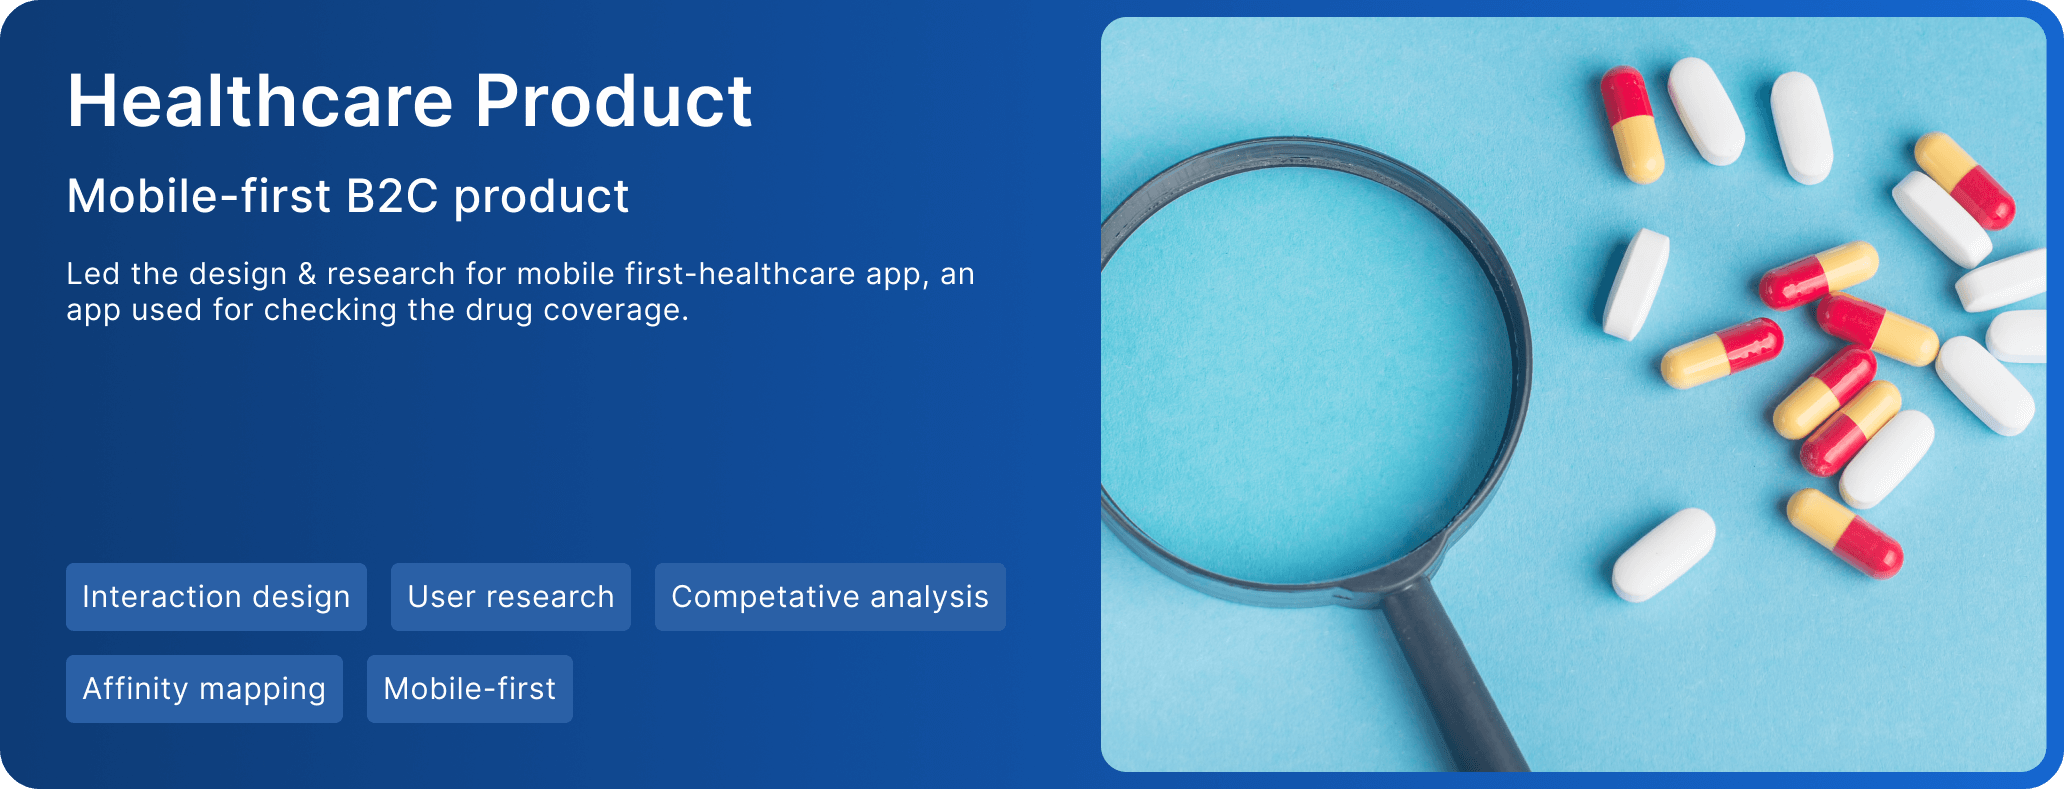 Healthcare Product
Mobile-first B2C product
Led the design & research for mobile first-healthcare app, an
app used for checking the drug coverage.
Interaction design
User research
Competative analysis
Affinity mapping
Mobile-first